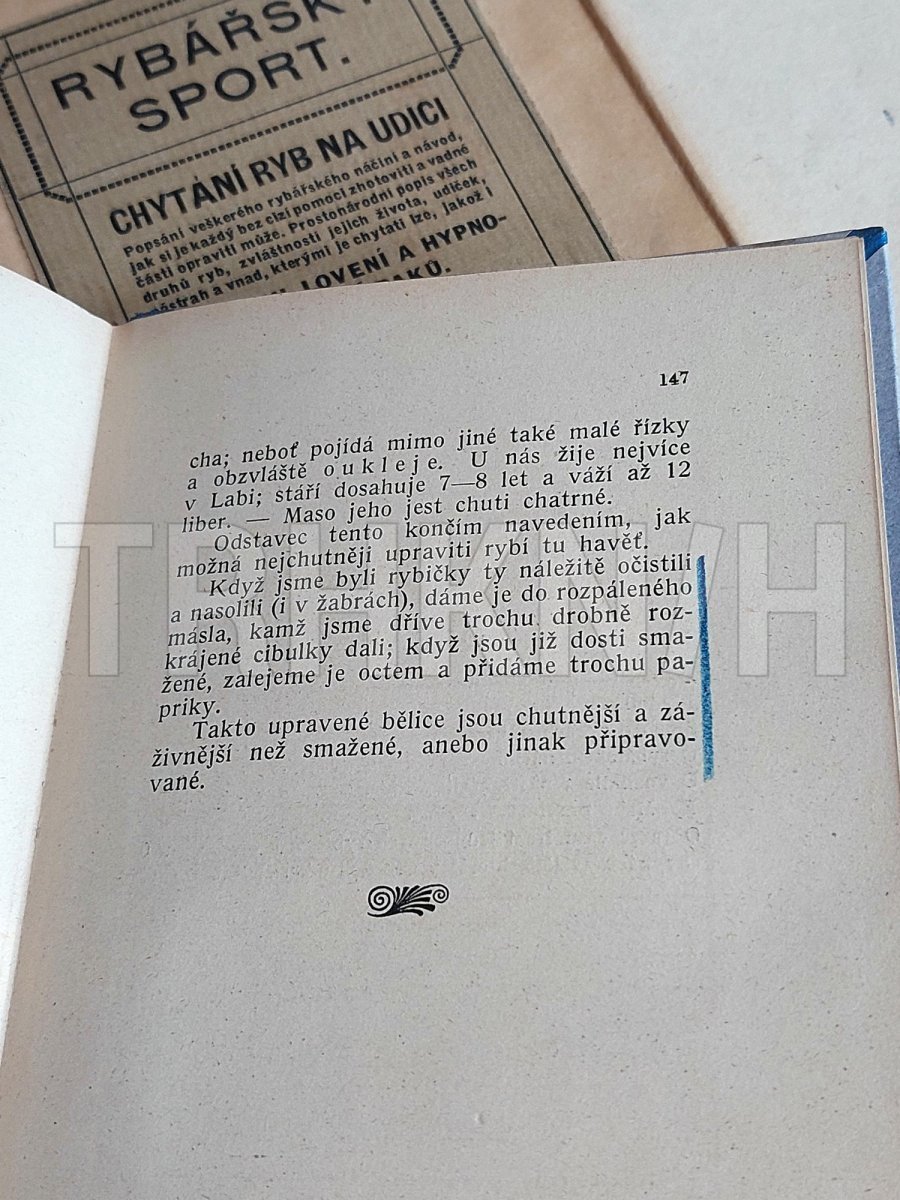 RYBÁŘSK
SPORT.
CHYTÁNÍ RYB NA UDICI
Popsání veškerého rybářského náčiní a návod,
jak si je každý bez cizí pomoci zhotoviti a vadné
části opraviti může. Prostonárodní popis všech
druhů ryb, zvláštnosti jejich života, udiček,
nástrah a vnad, kterými je chytati lze, jakož i
LOVENÍ A HYPNO-
147
cha; neboť pojídá mimo jiné také malé řízky
a obzvláště oukleje. U nás žije nejvíce
v Labi; stáří dosahuje 7—8 let a váží až 12
liber. — Maso jeho jest chuti chatrné.
Odstavec tento končím navedením, jak
možná nejchutněji upraviti rybí tu havěť.
Když jsme byli rybičky ty náležitě očistili
a nasolili (i v žabrách), dáme je do rozpáleného
másla, kamž jsme dříve trochu drobně roz-
krájené cibulky dali; když jsou již dosti sma-
žené, zalejeme je octem a přidáme trochu pa-
priky.
Takto upravené bělice jsou chutnější a zá-
živnější než smažené, anebo jinak připravo-
vané.